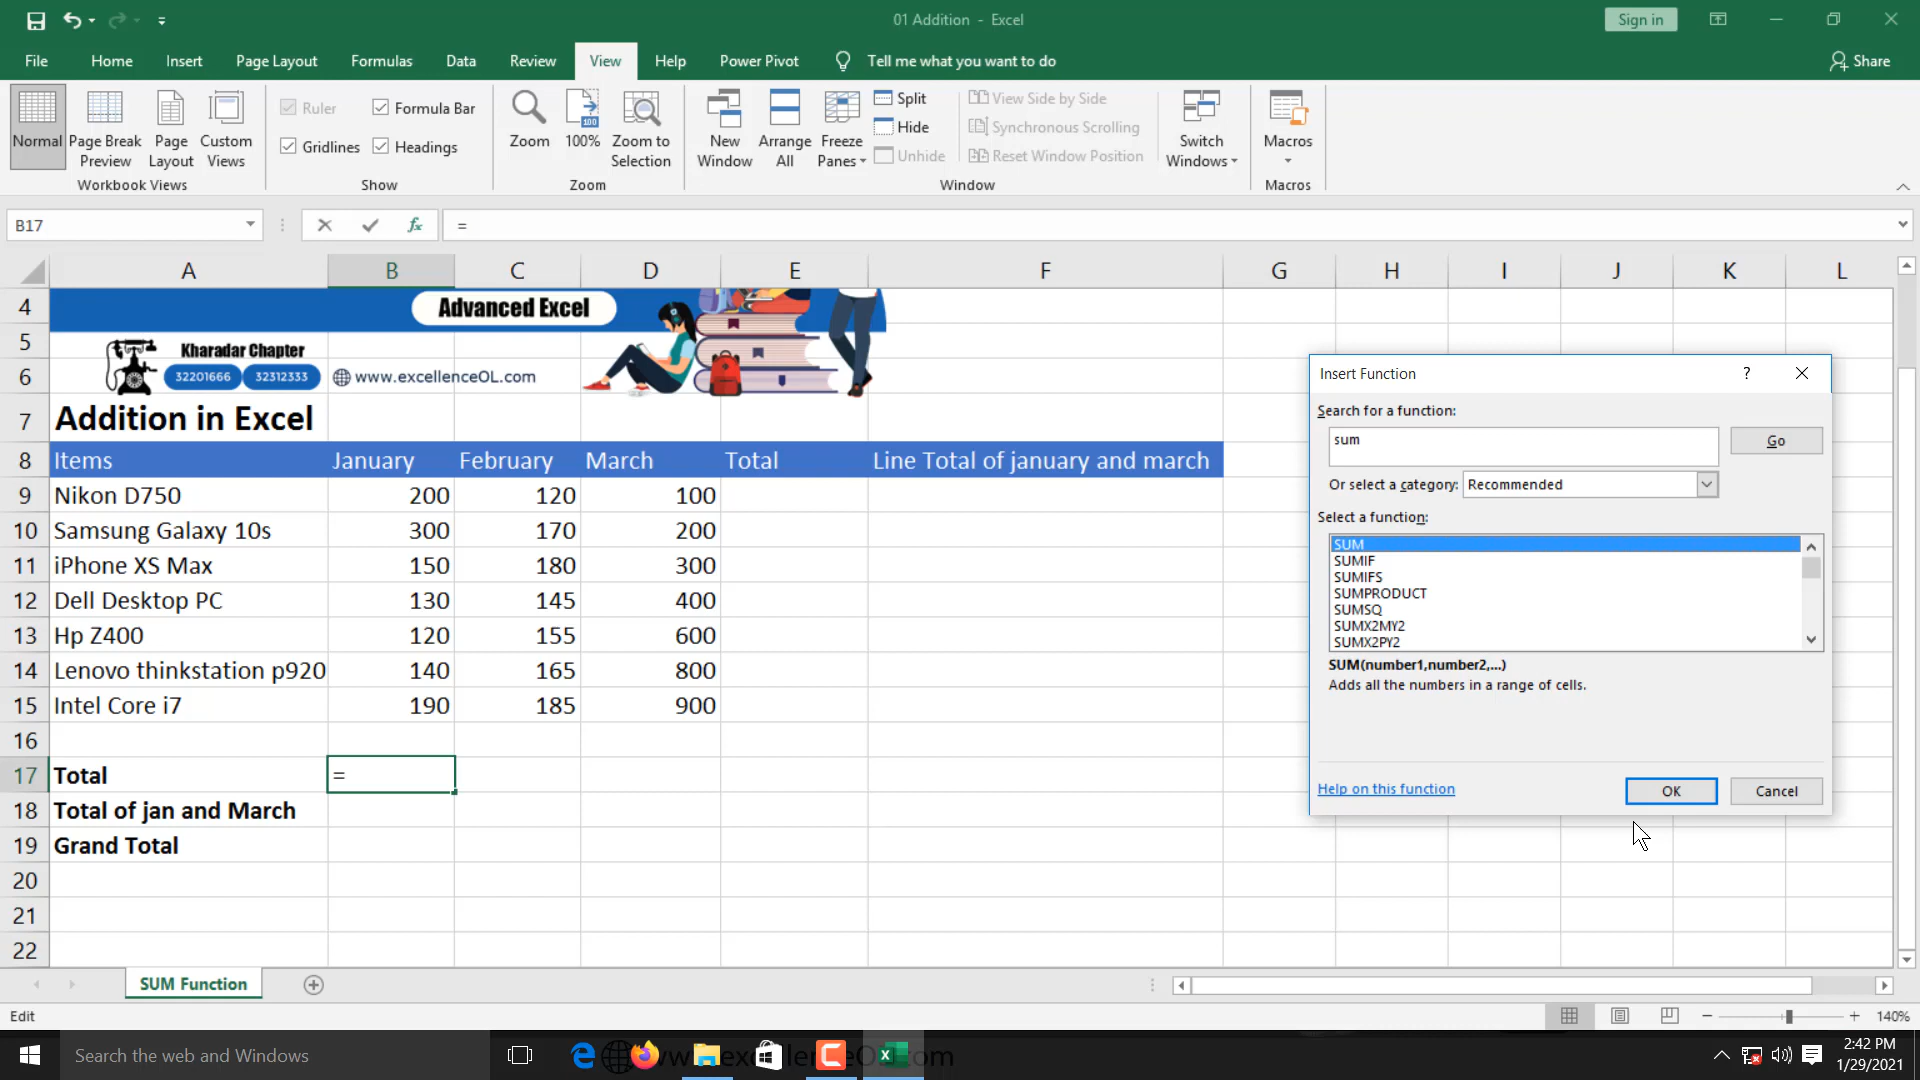 01 Addition - Excel
Sign in
File Home Insert Page Layout Formulas Data Review View Help Power Pivot Tell me what you want to do Share
Normal Page Break Preview Page Layout Custom Views
Workbook Views
Ruler Formula Bar
Gridlines Headings
Show
Zoom 100% Zoom to Selection
100
Zoom
New Window Arrange All Freeze Panes
Split View Side by Side
Hide Synchronous Scrolling
Unhide Reset Window Position
Switch Windows
Window
Macros
Macros
B17 fx =
A B C D E F G H I J K L
4 Advanced Excel
5 Kharadar Chapter
6 32201666 32312333 www.excellenceOL.com
7 Addition in Excel
8 Items January February March Total Line Total of january and march
9 Nikon D750 200 120 100
10 Samsung Galaxy 10s 300 170 200
11 iPhone XS Max 150 180 300
12 Dell Desktop PC 130 145 400
13 Hp Z400 120 155 600
14 Lenovo thinkstation p920 140 165 800
15 Intel Core i7 190 185 900
16
17 Total =
18 Total of jan and March
19 Grand Total
20
21
22
Insert Function ?
Search for a function:
sum Go
Or select a category: Recommended
Select a function:
SUM
SUMIF
SUMIFS
SUMPRODUCT
SUMSQ
SUMX2MY2
SUMX2PY2
SUM(number1,number2,...)
Adds all the numbers in a range of cells.
Help on this function OK Cancel
SUM Function
Edit 140%
Search the web and Windows
2:42 PM
1/29/2021